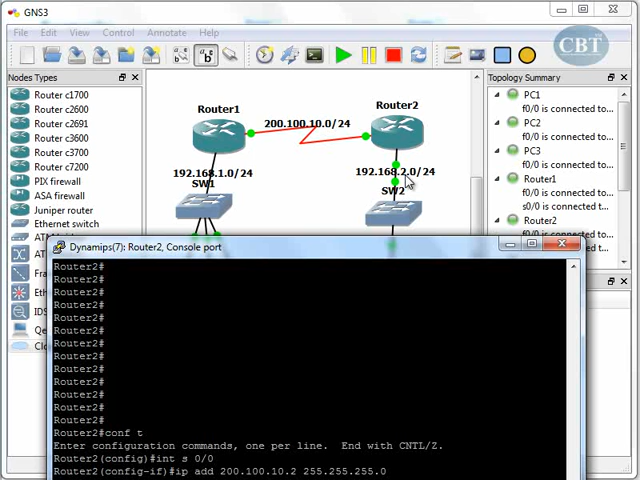 GNS3
File Edit View Control Annotate Help
CBT
Nodes Types
Router c1700
Router c2600
Router c2691
Router c3600
Router c3700
Router c7200
PIX firewall
ASA firewall
Juniper router
Ethernet switch
Router1
200.100.10.0/24
Router2
192.168.1.0/24
SW1
192.168.2.0/24
SW2
Topology Summary
PC1
f0/0 is connected to...
PC2
f0/0 is connected to...
PC3
f0/0 is connected to...
Router1
f0/0 is connected to...
s0/0 is connected t...
Router2
f0/0 is connected to...
Dynamips(7): Router2, Console port
Router2#
Router2#
Router2#
Router2#
Router2#
Router2#
Router2#
Router2#
Router2#
Router2#
Router2#
Router2#
Router2#
Router2#conf t
Enter configuration commands, one per line. End with CNTL/Z.
Router2(config)#int s 0/0
Router2(config-if)#ip add 200.100.10.2 255.255.255.0